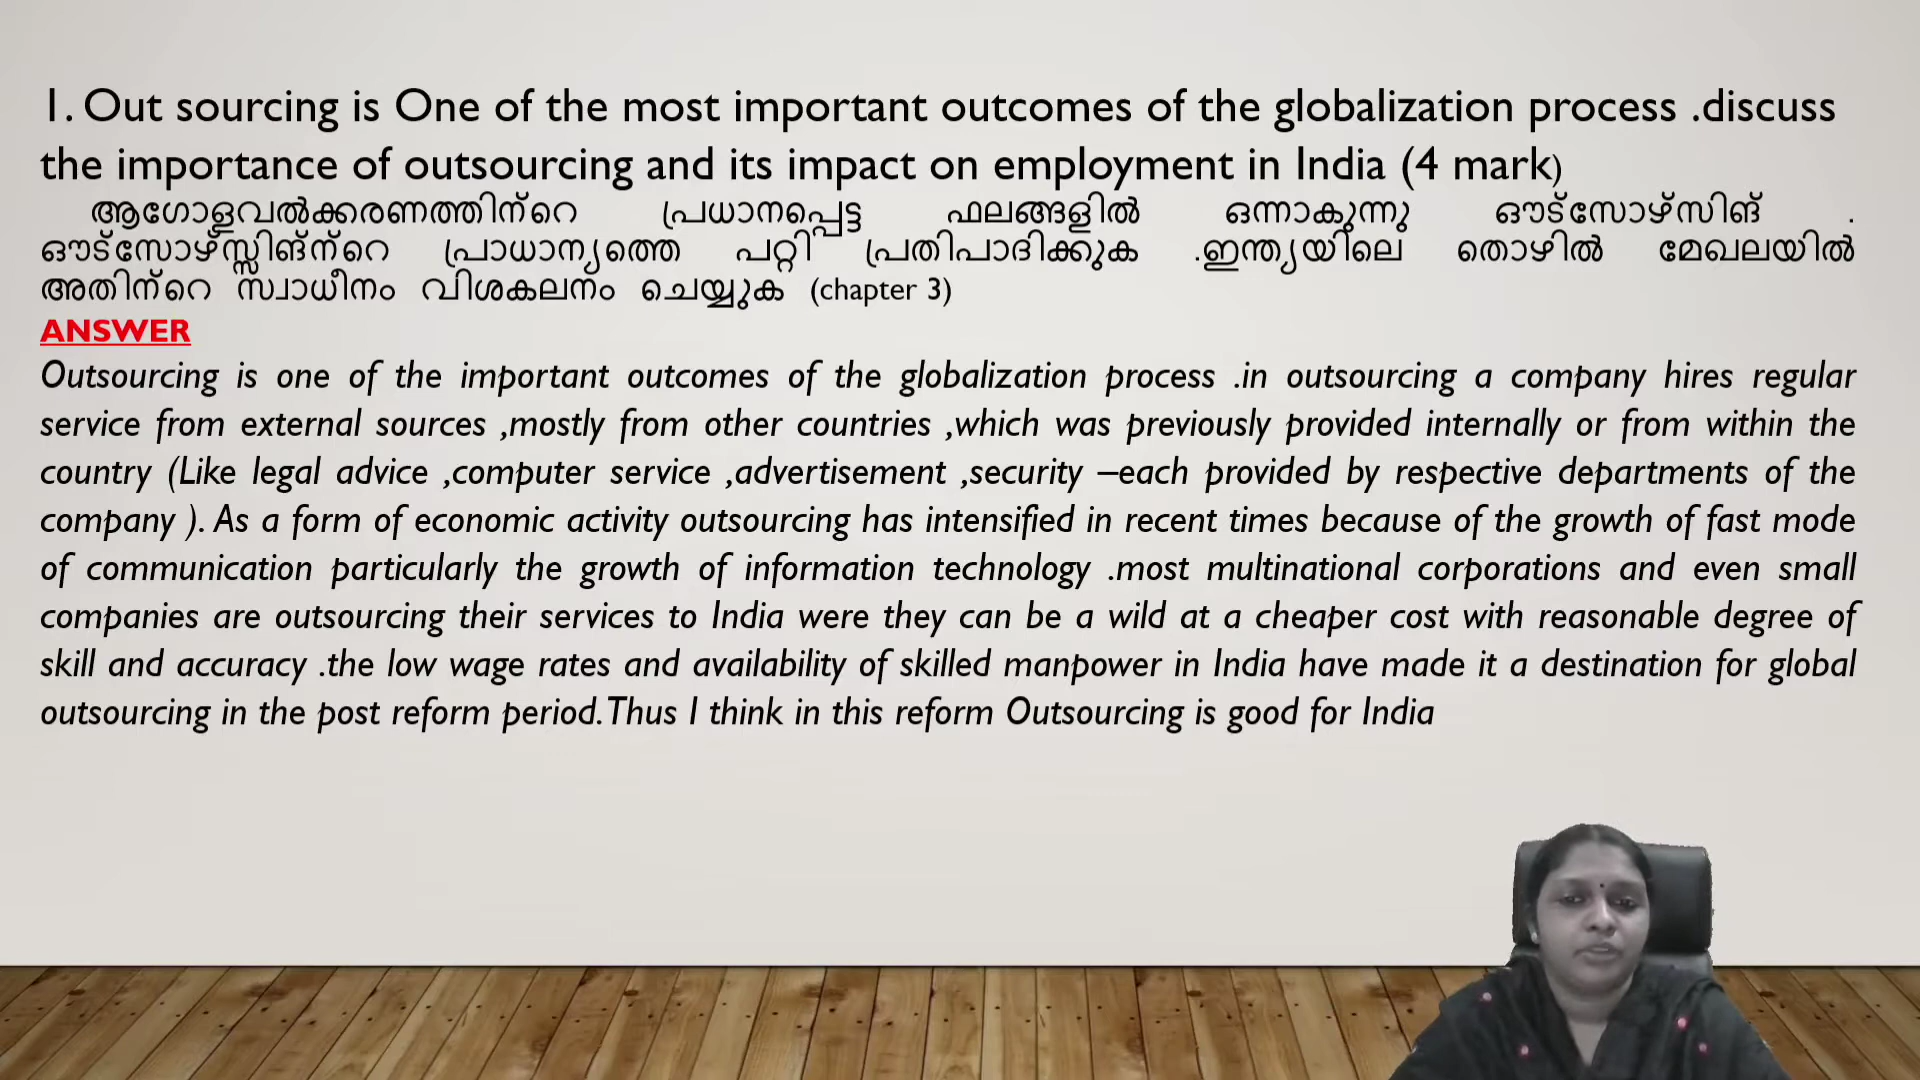 1. Out sourcing is One of the most important outcomes of the globalization process .discuss
the importance of outsourcing and its impact on employment in India (4 mark)
ആഗോളവൽക്കരണത്തിന്റെ പ്രധാനപ്പെട്ട ഫലങ്ങളിൽ ഒന്നാകുന്നു ഔട്സോഴ്സിങ് .
ഔട്സോഴ്സ്സിങ്ന്റെ പ്രാധാന്യത്തെ പറ്റി പ്രതിപാദിക്കുക .ഇന്ത്യയിലെ തൊഴിൽ മേഖലയിൽ
അതിന്റെ സ്വാധീനം വിശകലനം ചെയ്യുക (chapter 3)
ANSWER
Outsourcing is one of the important outcomes of the globalization process .in outsourcing a company hires regular
service from external sources ,mostly from other countries ,which was previously provided internally or from within the
country (Like legal advice ,computer service ,advertisement ,security –each provided by respective departments of the
company ). As a form of economic activity outsourcing has intensified in recent times because of the growth of fast mode
of communication particularly the growth of information technology .most multinational corporations and even small
companies are outsourcing their services to India were they can be a wild at a cheaper cost with reasonable degree of
skill and accuracy .the low wage rates and availability of skilled manpower in India have made it a destination for global
outsourcing in the post reform period. Thus I think in this reform Outsourcing is good for India